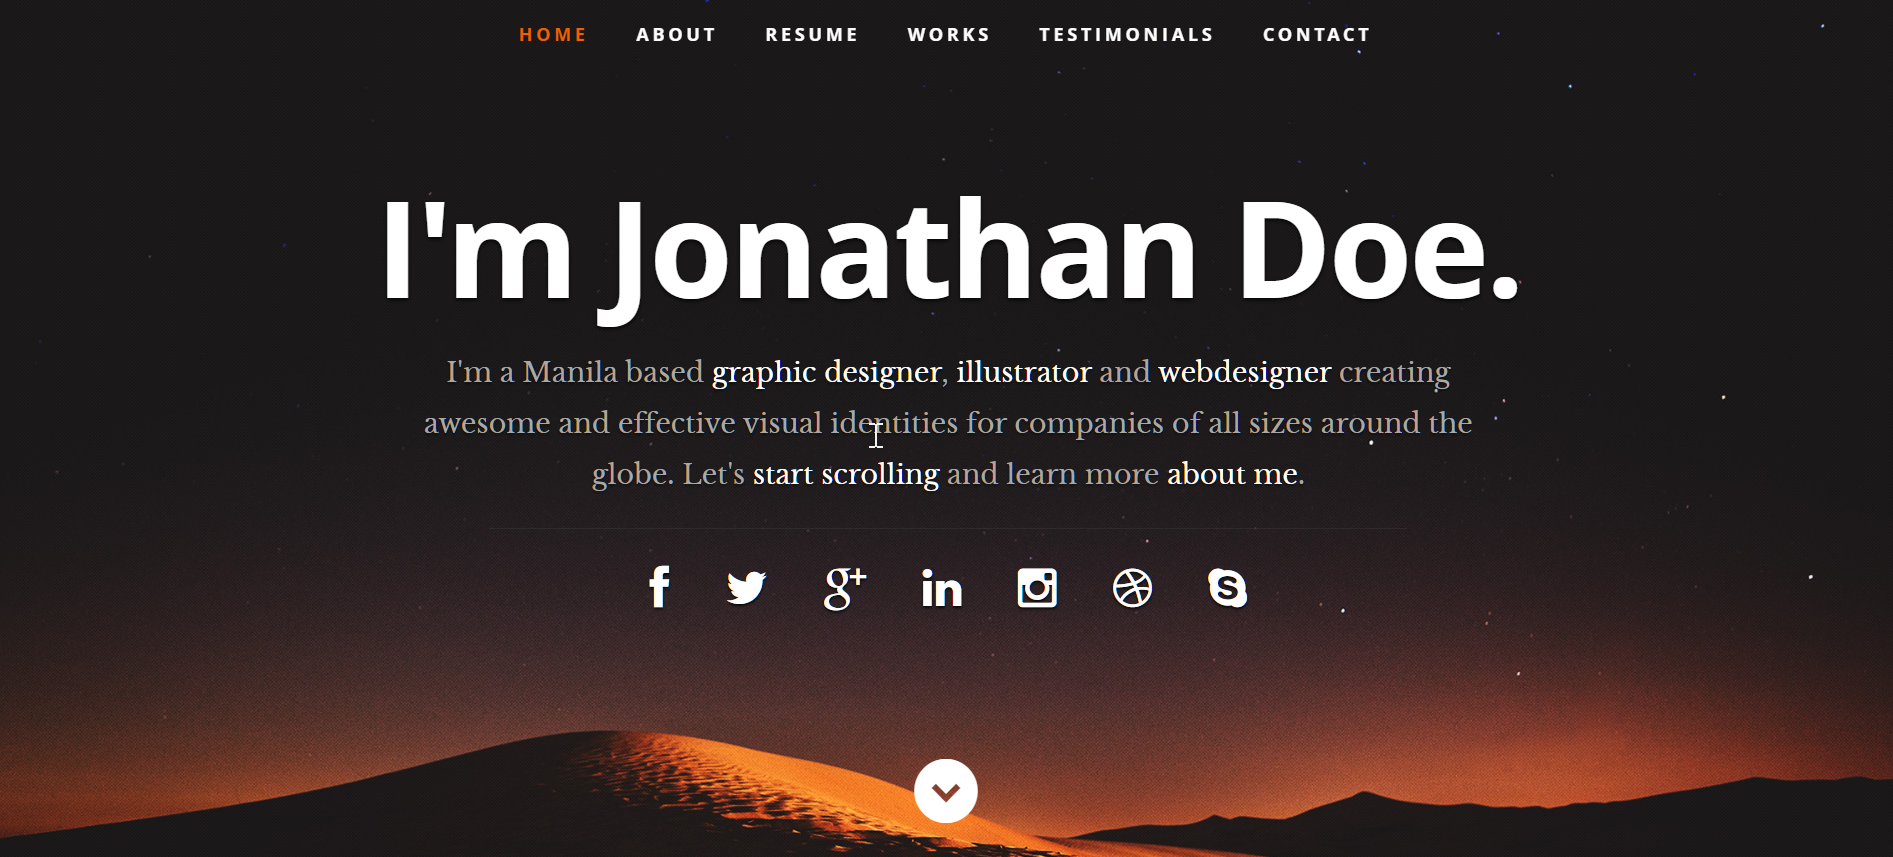 HOME ABOUT RESUME WORKS TESTIMONIALS CONTACT
I'm Jonathan Doe.
I'm a Manila based graphic designer, illustrator and webdesigner creating
awesome and effective visual identities for companies of all sizes around the
globe. Let's start scrolling and learn more about me.